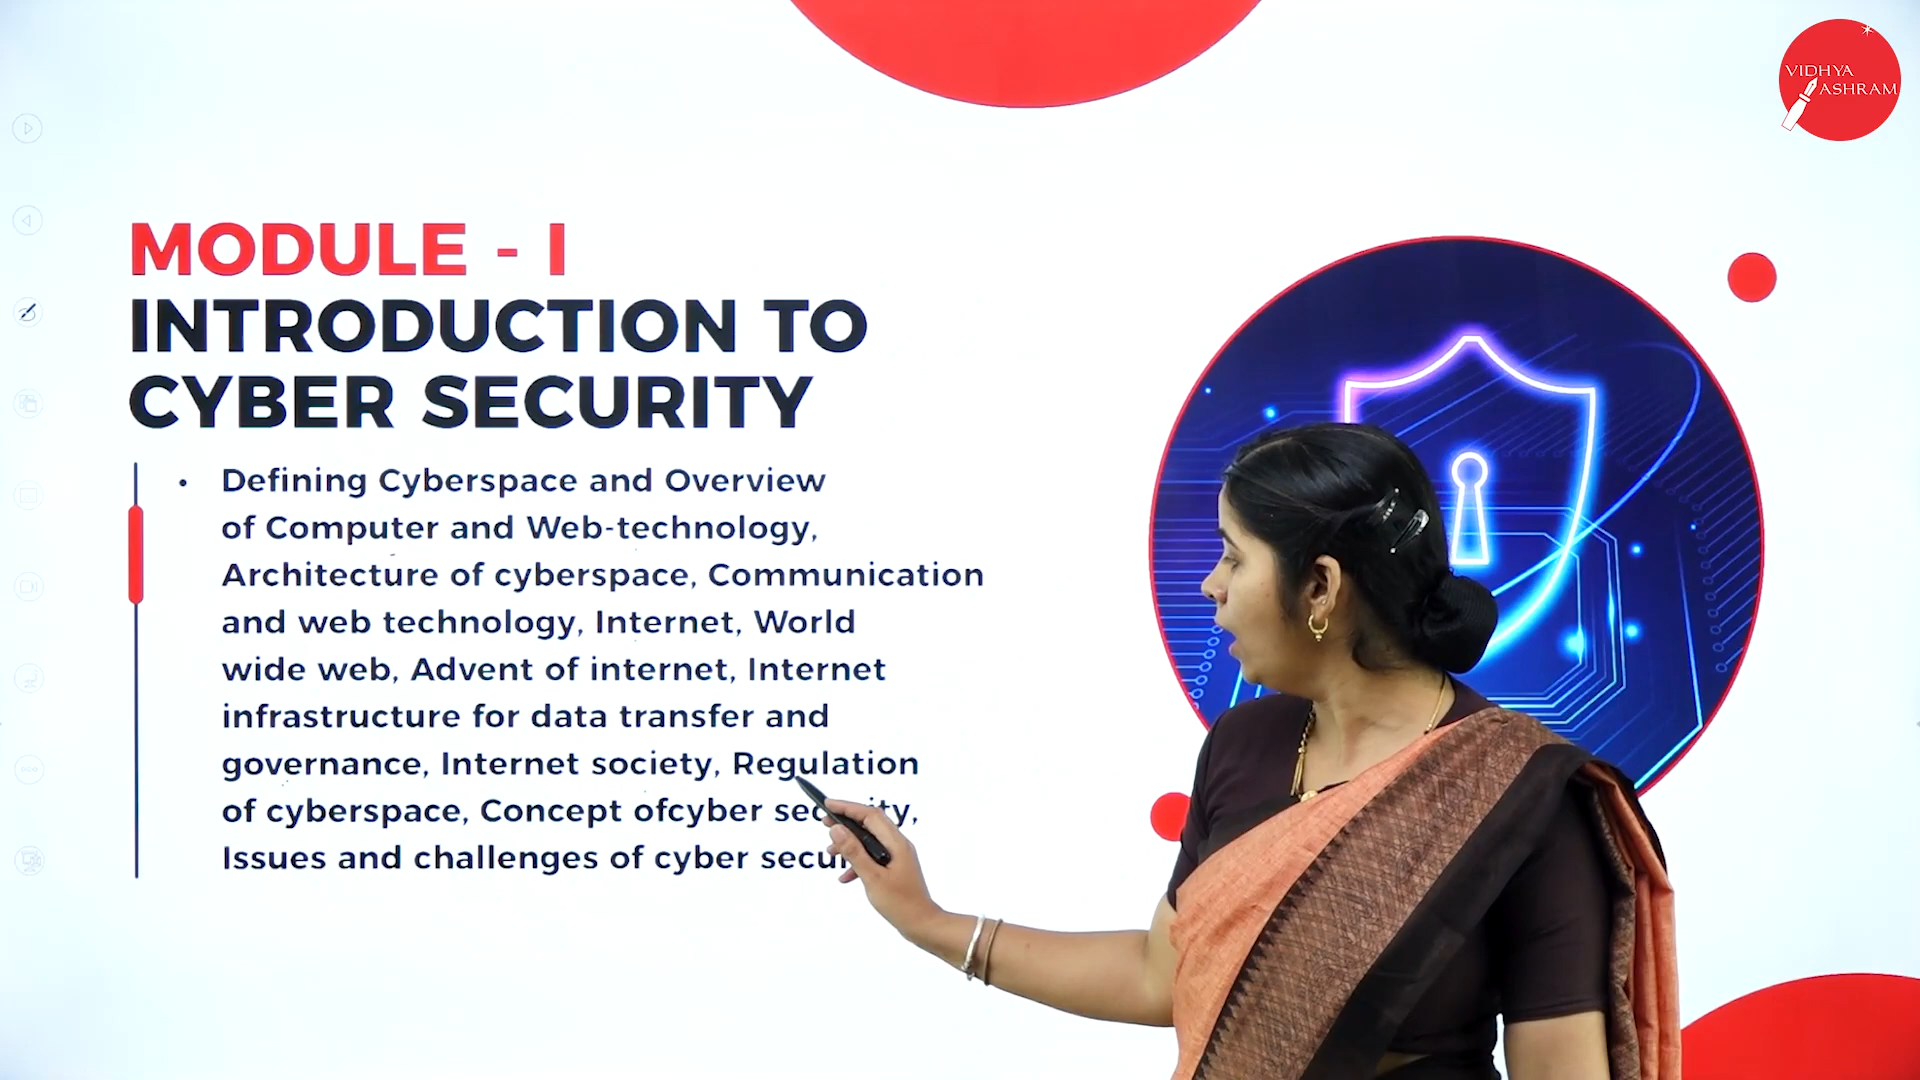 VIDHYA
ASHRAM
MODULE - I
INTRODUCTION TO
CYBER SECURITY
• Defining Cyberspace and Overview
of Computer and Web-technology,
Architecture of cyberspace, Communication
and web technology, Internet, World
wide web, Advent of internet, Internet
infrastructure for data transfer and
governance, Internet society, Regulation
of cyberspace, Concept ofcyber
Issues and challenges of cyber